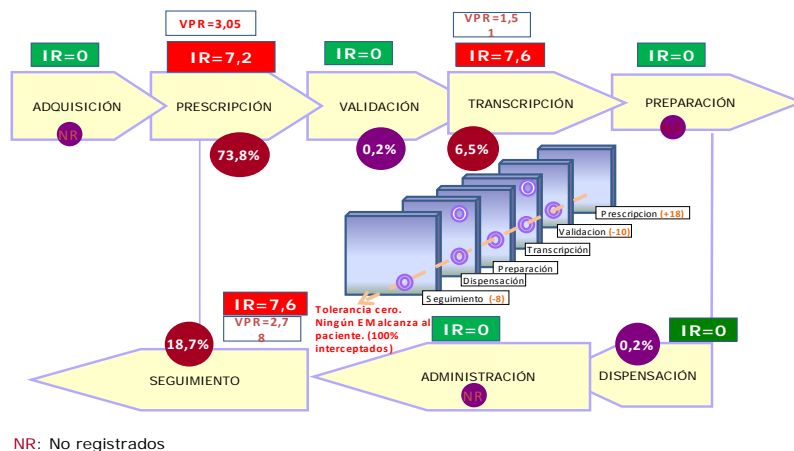 VPR=3,05
VPR=1,5
1
IR=0
IR=7,2
IR=0
IR=7,6
IR=0
ADQUISICIÓN
PRESCRIPCIÓN
VALIDACIÓN
TRANSCRIPCIÓN
PREPARACIÓN
NR
73,8%
0,2%
6,5%
Prescripcion (+18)
Validacion (-10)
Transcripción
Preparación
Dispensación
Seguimiento (-8)
IR=7,6
VPR=2,7
8
Tolerancia cero.
Ningún EM alcanza al
paciente. (100%
interceptados)
IR=0
IR=0
18,7%
0,2%
SEGUIMIENTO
ADMINISTRACIÓN
DISPENSACIÓN
NR
NR: No registrados